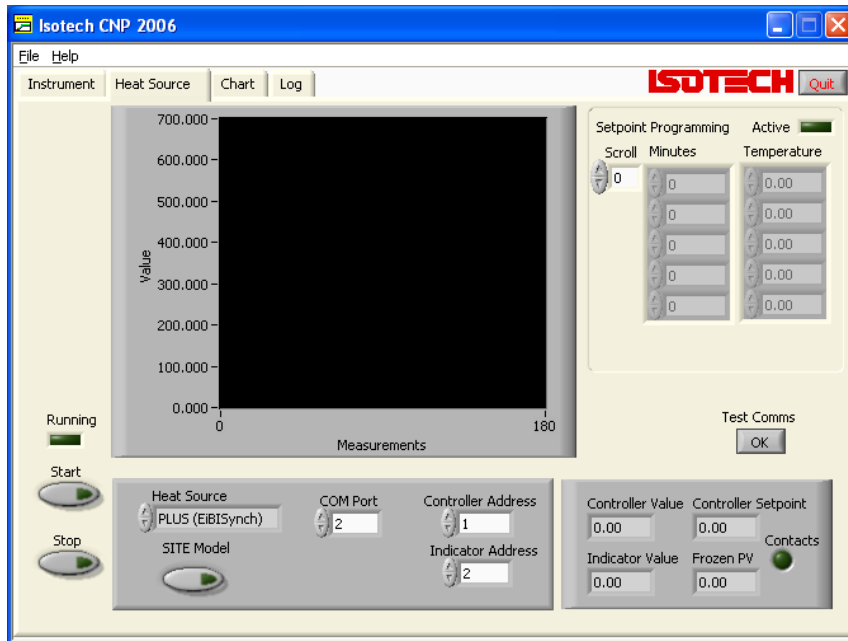 Isotech CNP 2006
File Help
Instrument Heat Source Chart Log ISOTECH Quit
700.000
600.000
500.000
400.000
300.000
200.000
100.000
0.000
Value
0 180
Measurements
Setpoint Programming Active
Scroll Minutes Temperature
0 0 0.00
0 0.00
0 0.00
0 0.00
0 0.00
Test Comms
OK
Running
Start
Stop
Heat Source COM Port Controller Address
PLUS (EiBISynch) 2 1
SITE Model Indicator Address
2
Controller Value Controller Setpoint
0.00 0.00
Contacts
Indicator Value Frozen PV
0.00 0.00